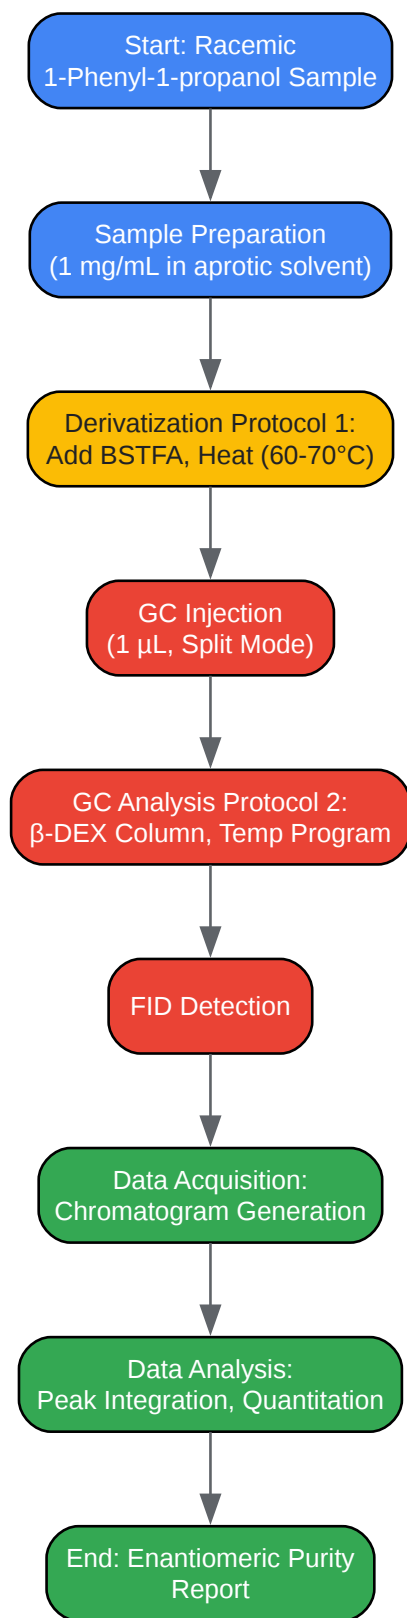 Start: Racemic
1-Phenyl-1-propanol Sample
Sample Preparation
(1 mg/mL in aprotic solvent)
Derivatization Protocol 1:
Add BSTFA, Heat (60-70°C)
GC Injection
(1 µL, Split Mode)
GC Analysis Protocol 2:
β-DEX Column, Temp Program
FID Detection
Data Acquisition:
Chromatogram Generation
Data Analysis:
Peak Integration, Quantitation
End: Enantiomeric Purity
Report